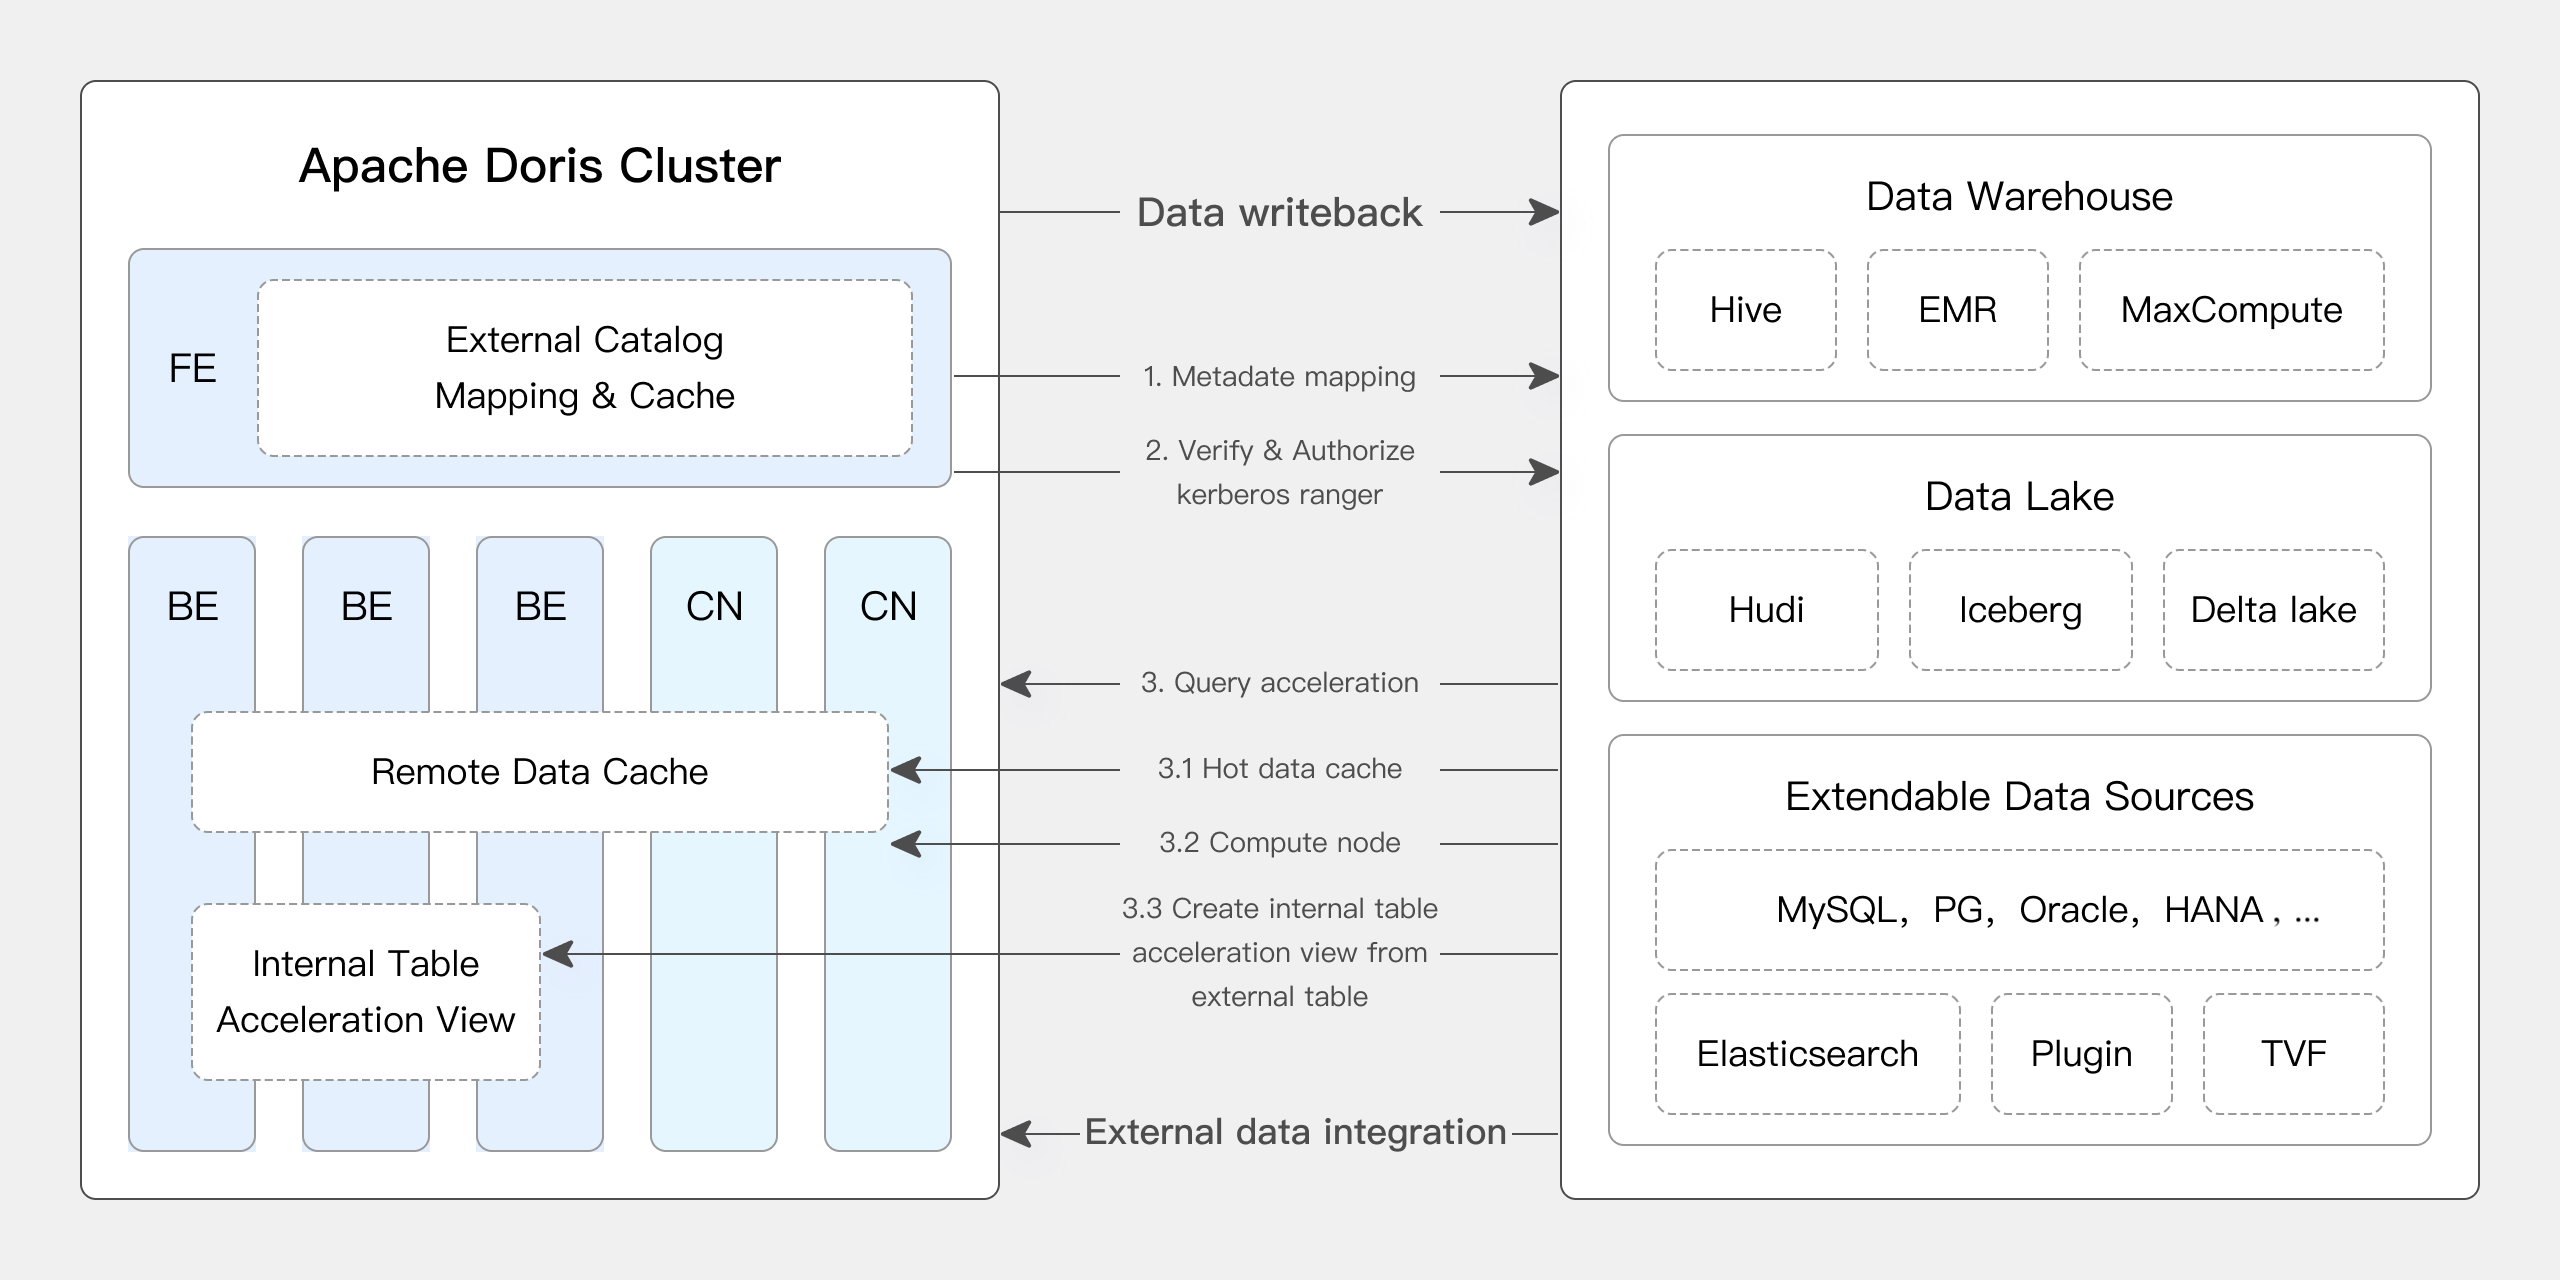 Apache Doris Cluster
FE
External Catalog
Mapping & Cache
BE
BE
BE
CN
CN
Remote Data Cache
Internal Table
Acceleration View
Data writeback
1. Metadate mapping
2. Verify & Authorize
kerberos ranger
3. Query acceleration
3.1 Hot data cache
3.2 Compute node
3.3 Create internal table
acceleration view from
external table
External data integration
Data Warehouse
Hive
EMR
MaxCompute
Data Lake
Hudi
Iceberg
Delta lake
Extendable Data Sources
MySQL，PG，Oracle，HANA , ...
Elasticsearch
Plugin
TVF